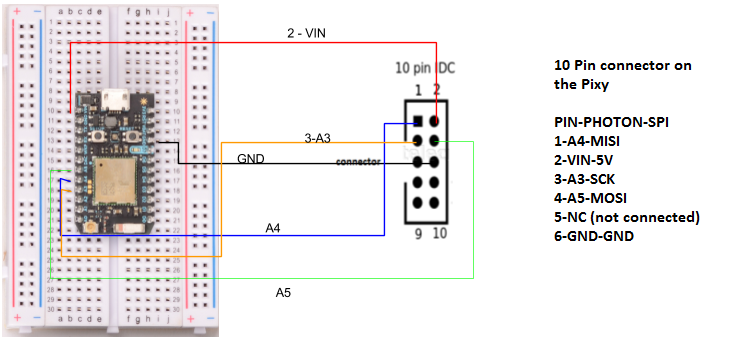 a b c d e f g h i j
2 - VIN
10 pin IDC
1 2
3-A3
GND
connector
A4
9 10
A5
a b c d e f g h i j
10 Pin connector on
the Pixy
PIN-PHOTON-SPI
1-A4-MISI
2-VIN-5V
3-A3-SCK
4-A5-MOSI
5-NC (not connected)
6-GND-GND